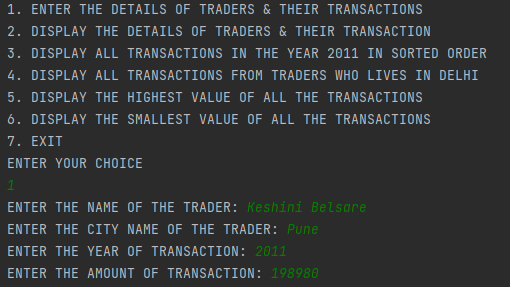 1. ENTER THE DETAILS OF TRADERS & THEIR TRANSACTIONS
2. DISPLAY THE DETAILS OF TRADERS & THEIR TRANSACTION
3. DISPLAY ALL TRANSACTIONS IN THE YEAR 2011 IN SORTED ORDER
4. DISPLAY ALL TRANSACTIONS FROM TRADERS WHO LIVES IN DELHI
5. DISPLAY THE HIGHEST VALUE OF ALL THE TRANSACTIONS
6. DISPLAY THE SMALLEST VALUE OF ALL THE TRANSACTIONS
7. EXIT
ENTER YOUR CHOICE
1
ENTER THE NAME OF THE TRADER: Keshini Belsare
ENTER THE CITY NAME OF THE TRADER: Pune
ENTER THE YEAR OF TRANSACTION: 2011
ENTER THE AMOUNT OF TRANSACTION: 198980